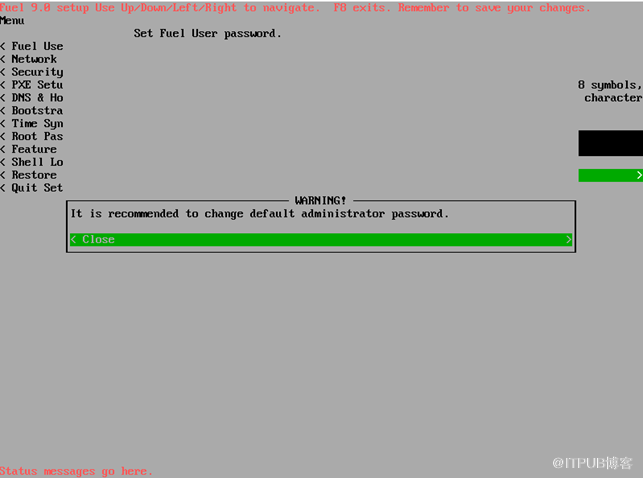 Fuel 9.0 setup Use Up/Down/Left/Right to navigate.  F8 exits. Remember to save your changes.
Menu
Set Fuel User password.
< Fuel Use
< Network
< Security
< PXE Setu
8 symbols,
< DNS & Ho
character
< Bootstra
< Time Syn
< Root Pas
< Feature
< Shell Lo
< Restore
>
< Quit Set
WARNING!
It is recommended to change default administrator password.
< Close >
Status messages go here.
@ITPUB博客